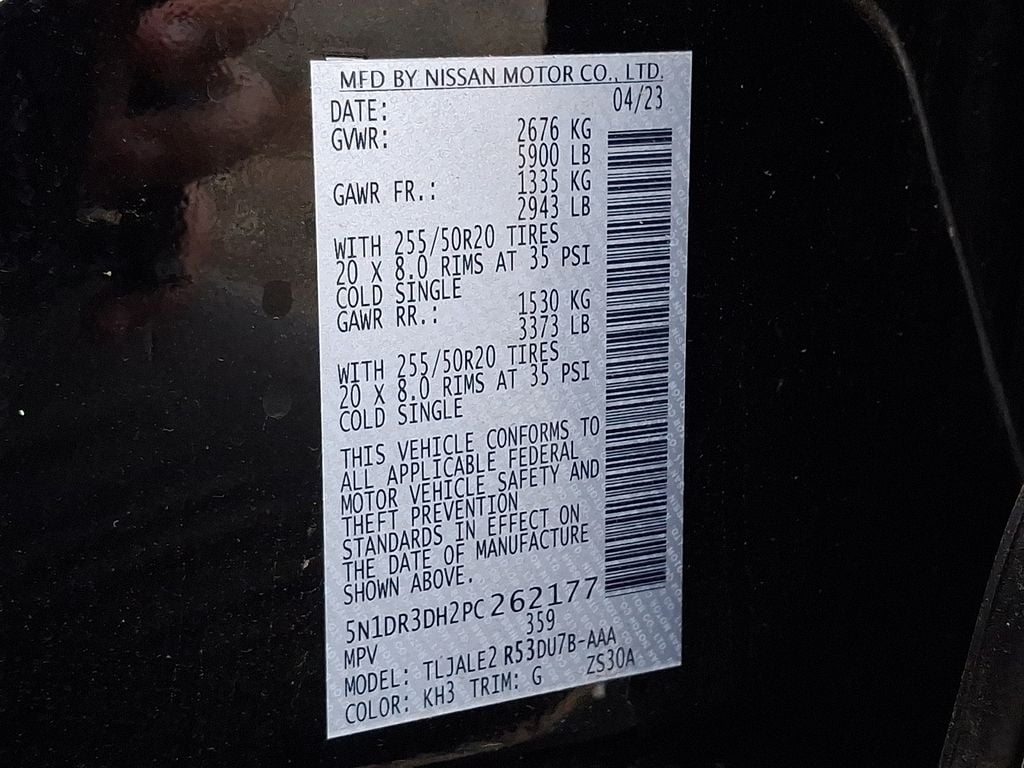 MFD BY NISSAN MOTOR CO., LTD.
DATE: 04/23
GVWR: 2676 KG
5900 LB
GAWR FR.: 1335 KG
2943 LB
WITH 255/50R20 TIRES
20 X 8.0 RIMS AT 35 PSI
COLD SINGLE
GAWR RR.: 1530 KG
3373 LB
WITH 255/50R20 TIRES
20 X 8.0 RIMS AT 35 PSI
COLD SINGLE
THIS VEHICLE CONFORMS TO
ALL APPLICABLE FEDERAL
MOTOR VEHICLE SAFETY AND
THEFT PREVENTION
STANDARDS IN EFFECT ON
THE DATE OF MANUFACTURE
SHOWN ABOVE.
5N1DR3DH2PC262177
MPV 359
MODEL: TLJALE2 R53DU7B-AAA
COLOR: KH3 TRIM: G ZS30A